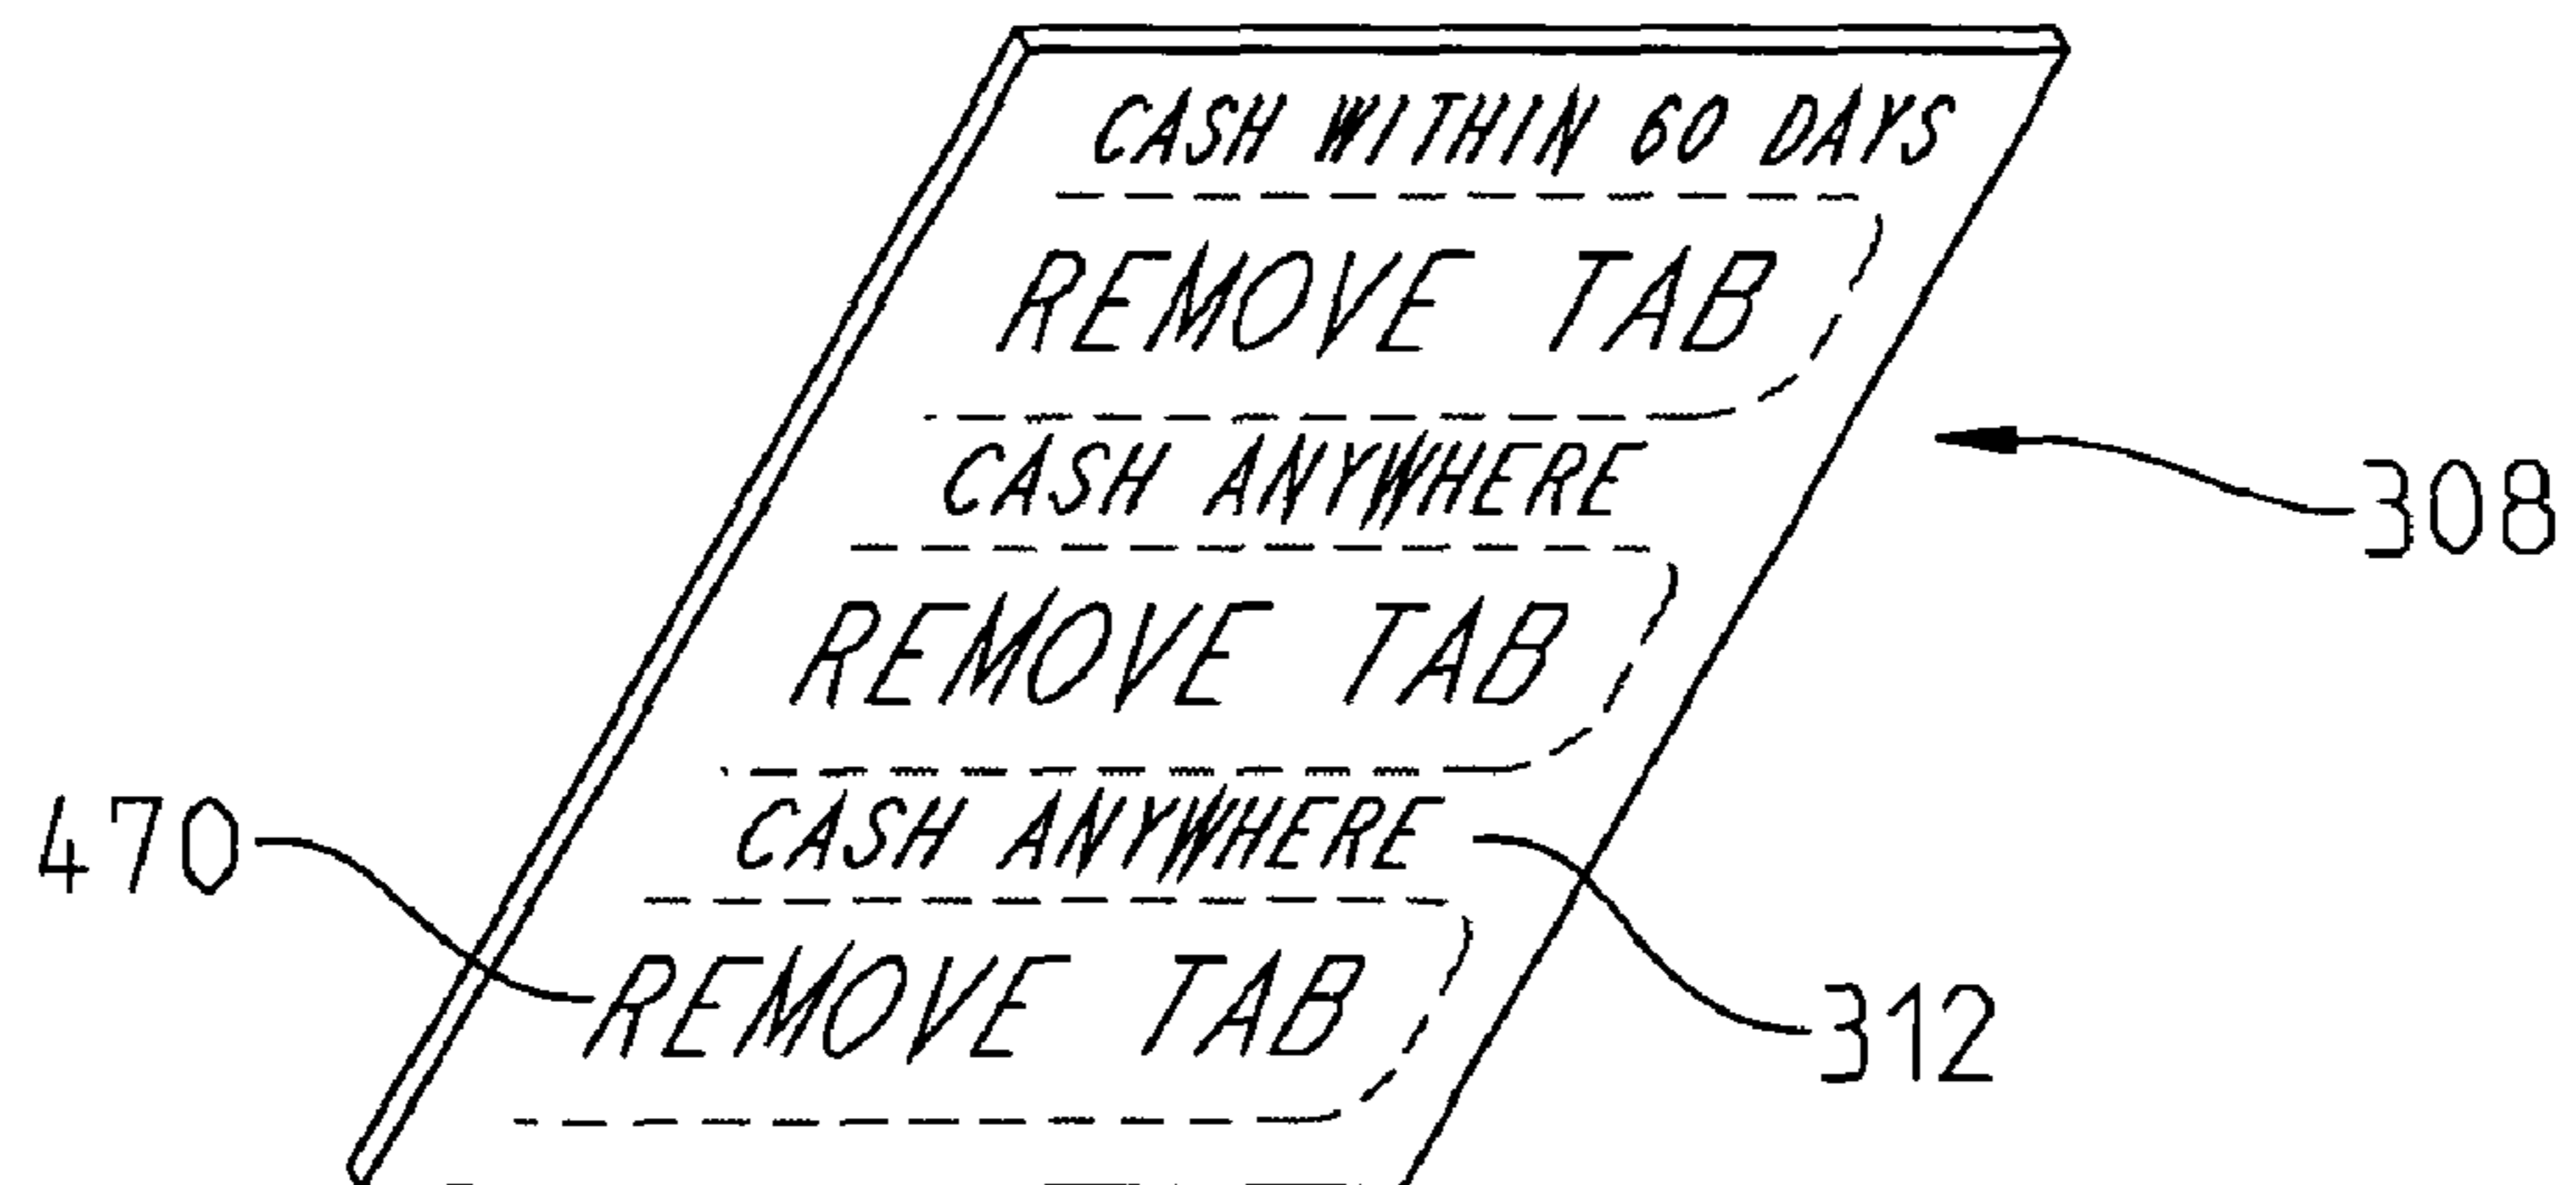 CASH WITHIN 60 DAYS
REMOVE TAB
CASH ANYWHERE
308
REMOVE TAB
470
CASH ANYWHERE
312
REMOVE TAB